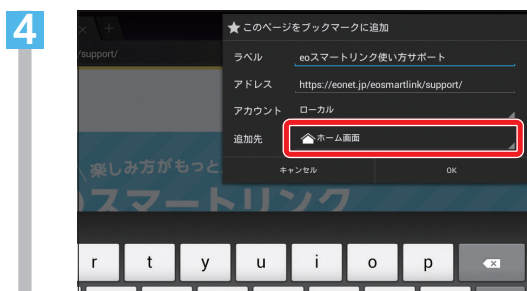 4
★ このページをブックマークに追加
/support/
ラベル eoスマートリンク使い方サポート
アドレス https://eonet.jp/eosmartlink/support/
アカウント ローカル
追加先 ホーム画面
キャンセル OK
楽しみ方がもっと
スマートリンク
r t y u i o p